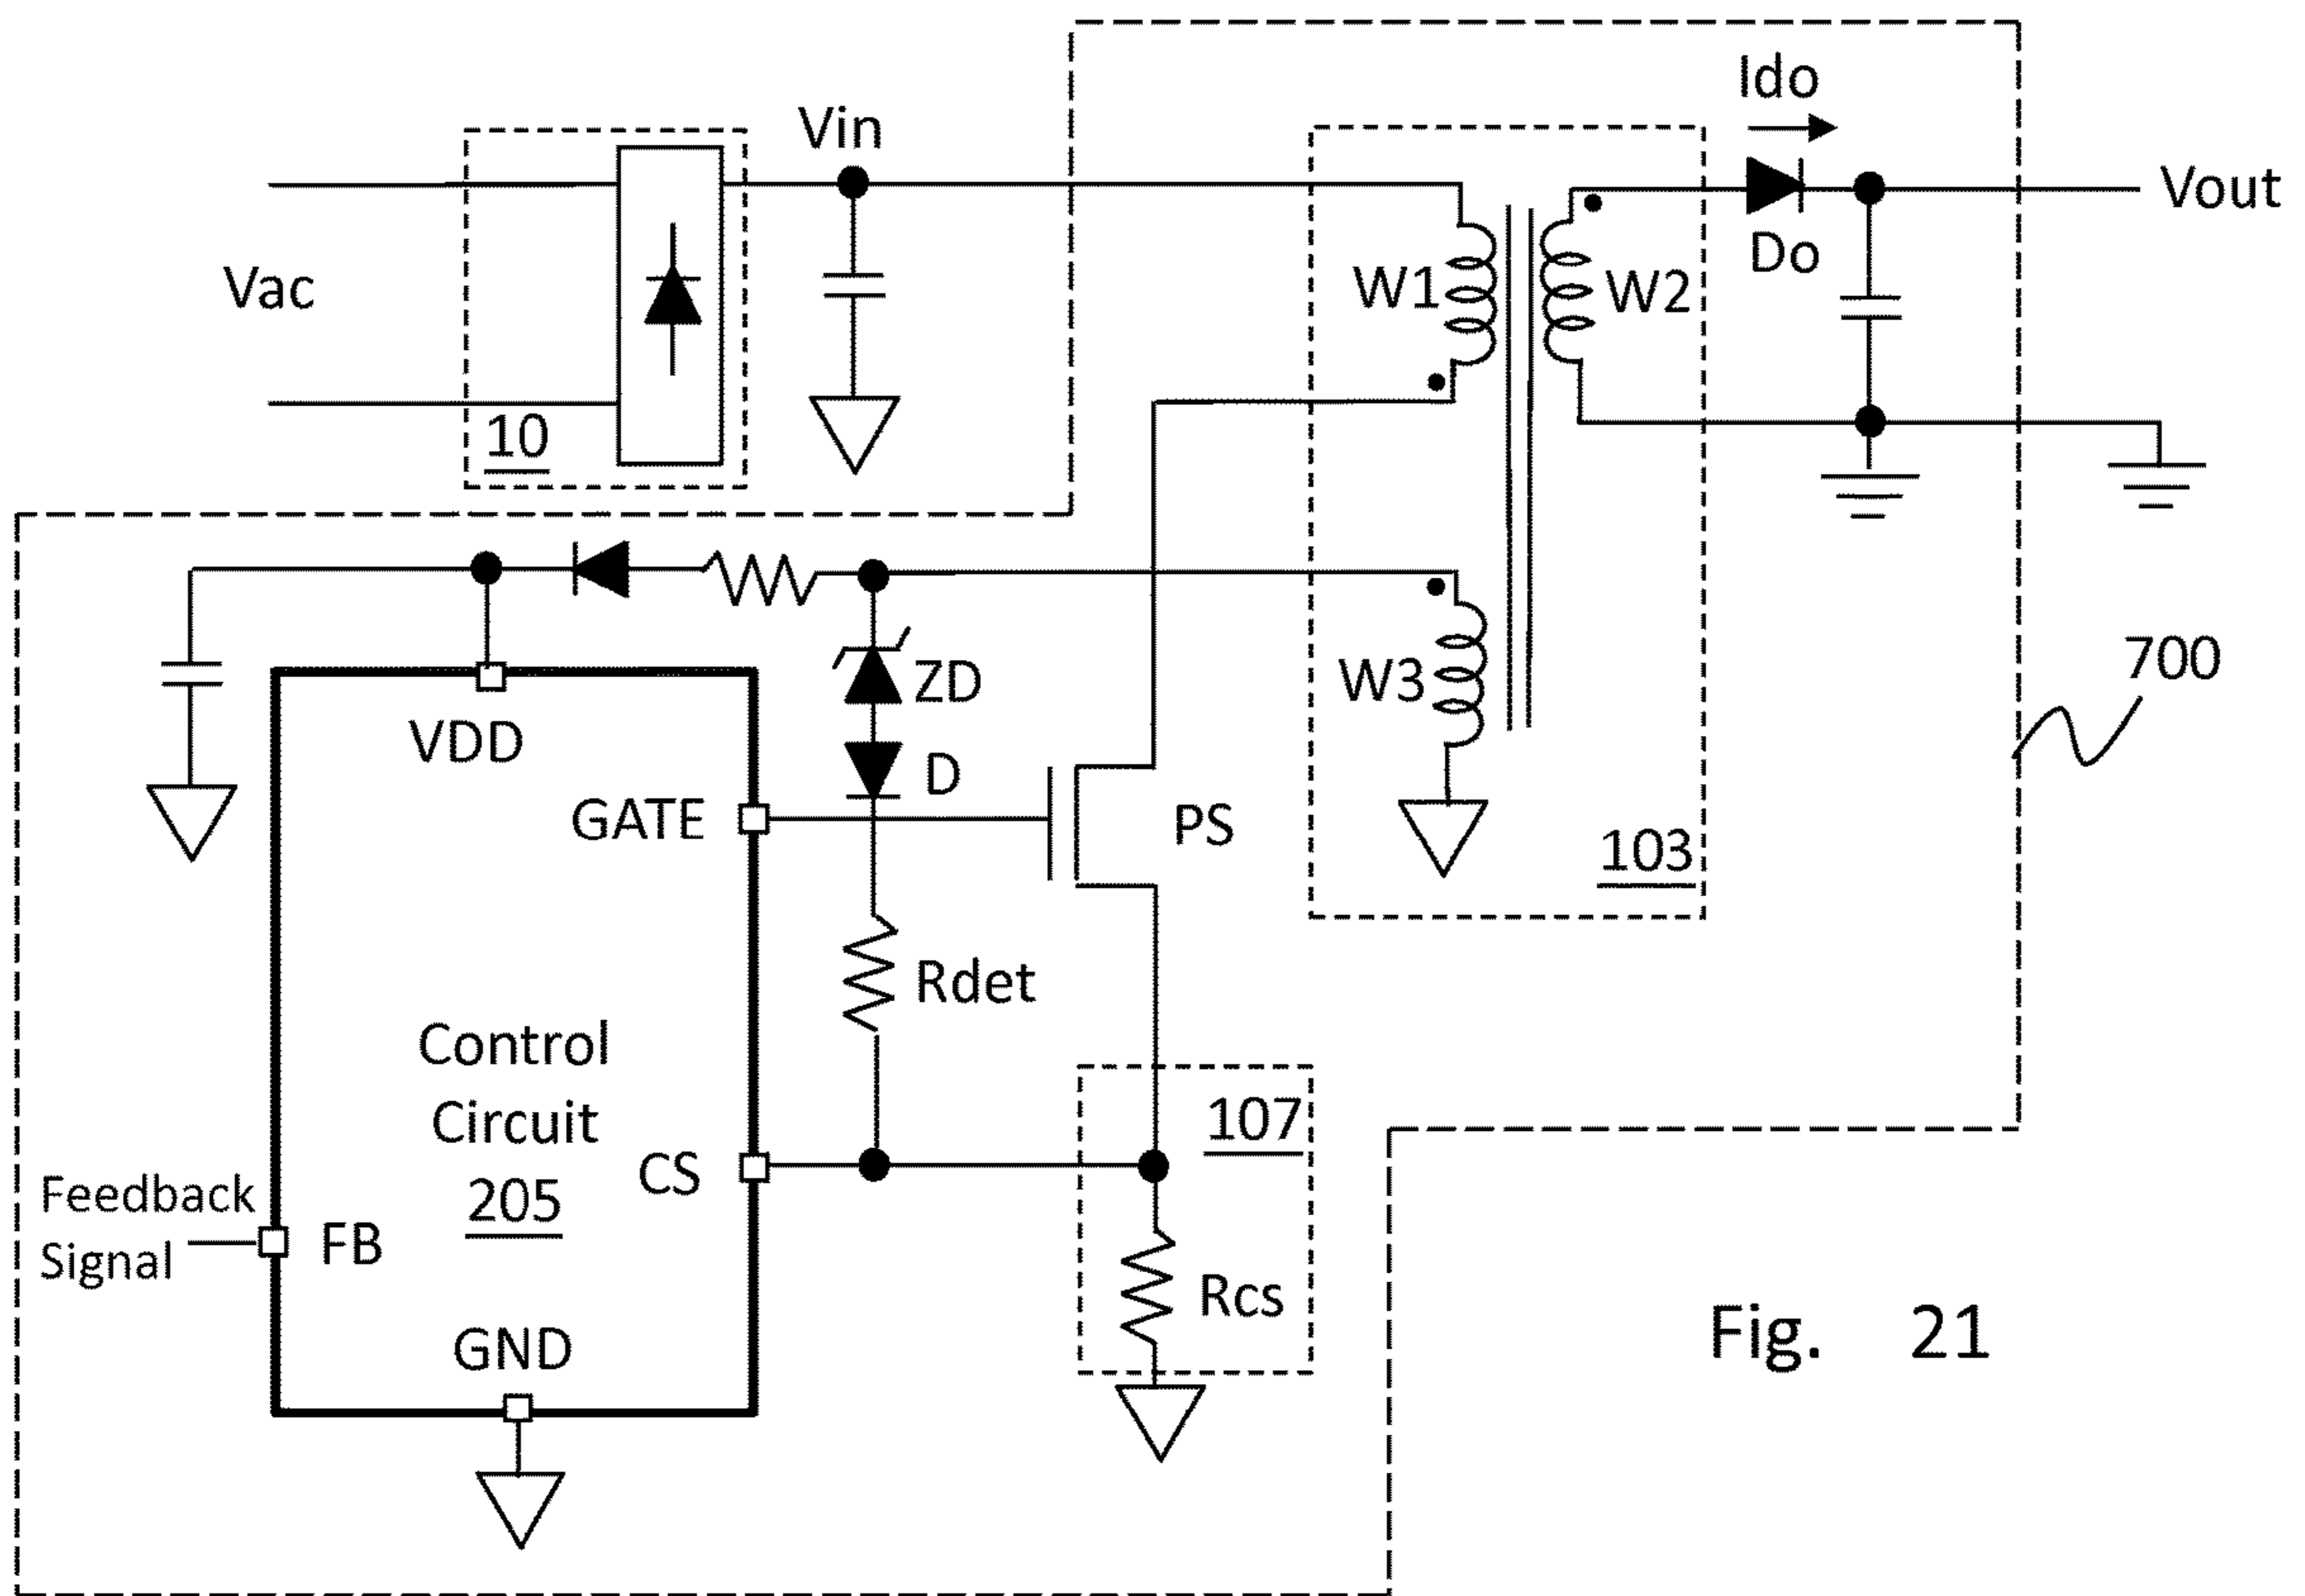 Ido
Vin
Vout
Vac
Do
W1
W2
10
ZD
W3
700
VDD
D
GATE
PS
103
Rdet
Control
Circuit
205
107
CS
Feedback
Signal
FB
Rcs
GND
Fig. 21